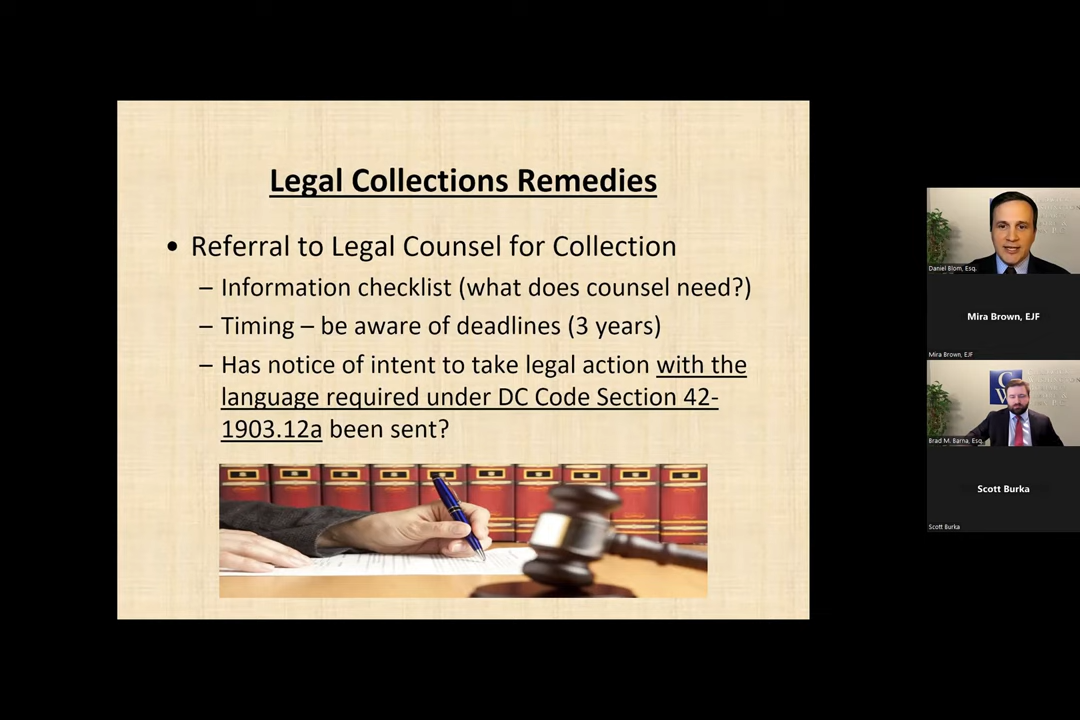 Legal Collections Remedies
• Referral to Legal Counsel for Collection
– Information checklist (what does counsel need?)
– Timing – be aware of deadlines (3 years)
– Has notice of intent to take legal action with the
language required under DC Code Section 42-
1903.12a been sent?
Daniel Blom, Esq.
Mira Brown, EJF
Mira Brown, EJF
Brad M. Barna, Esq.
Scott Burka
Scott Burka